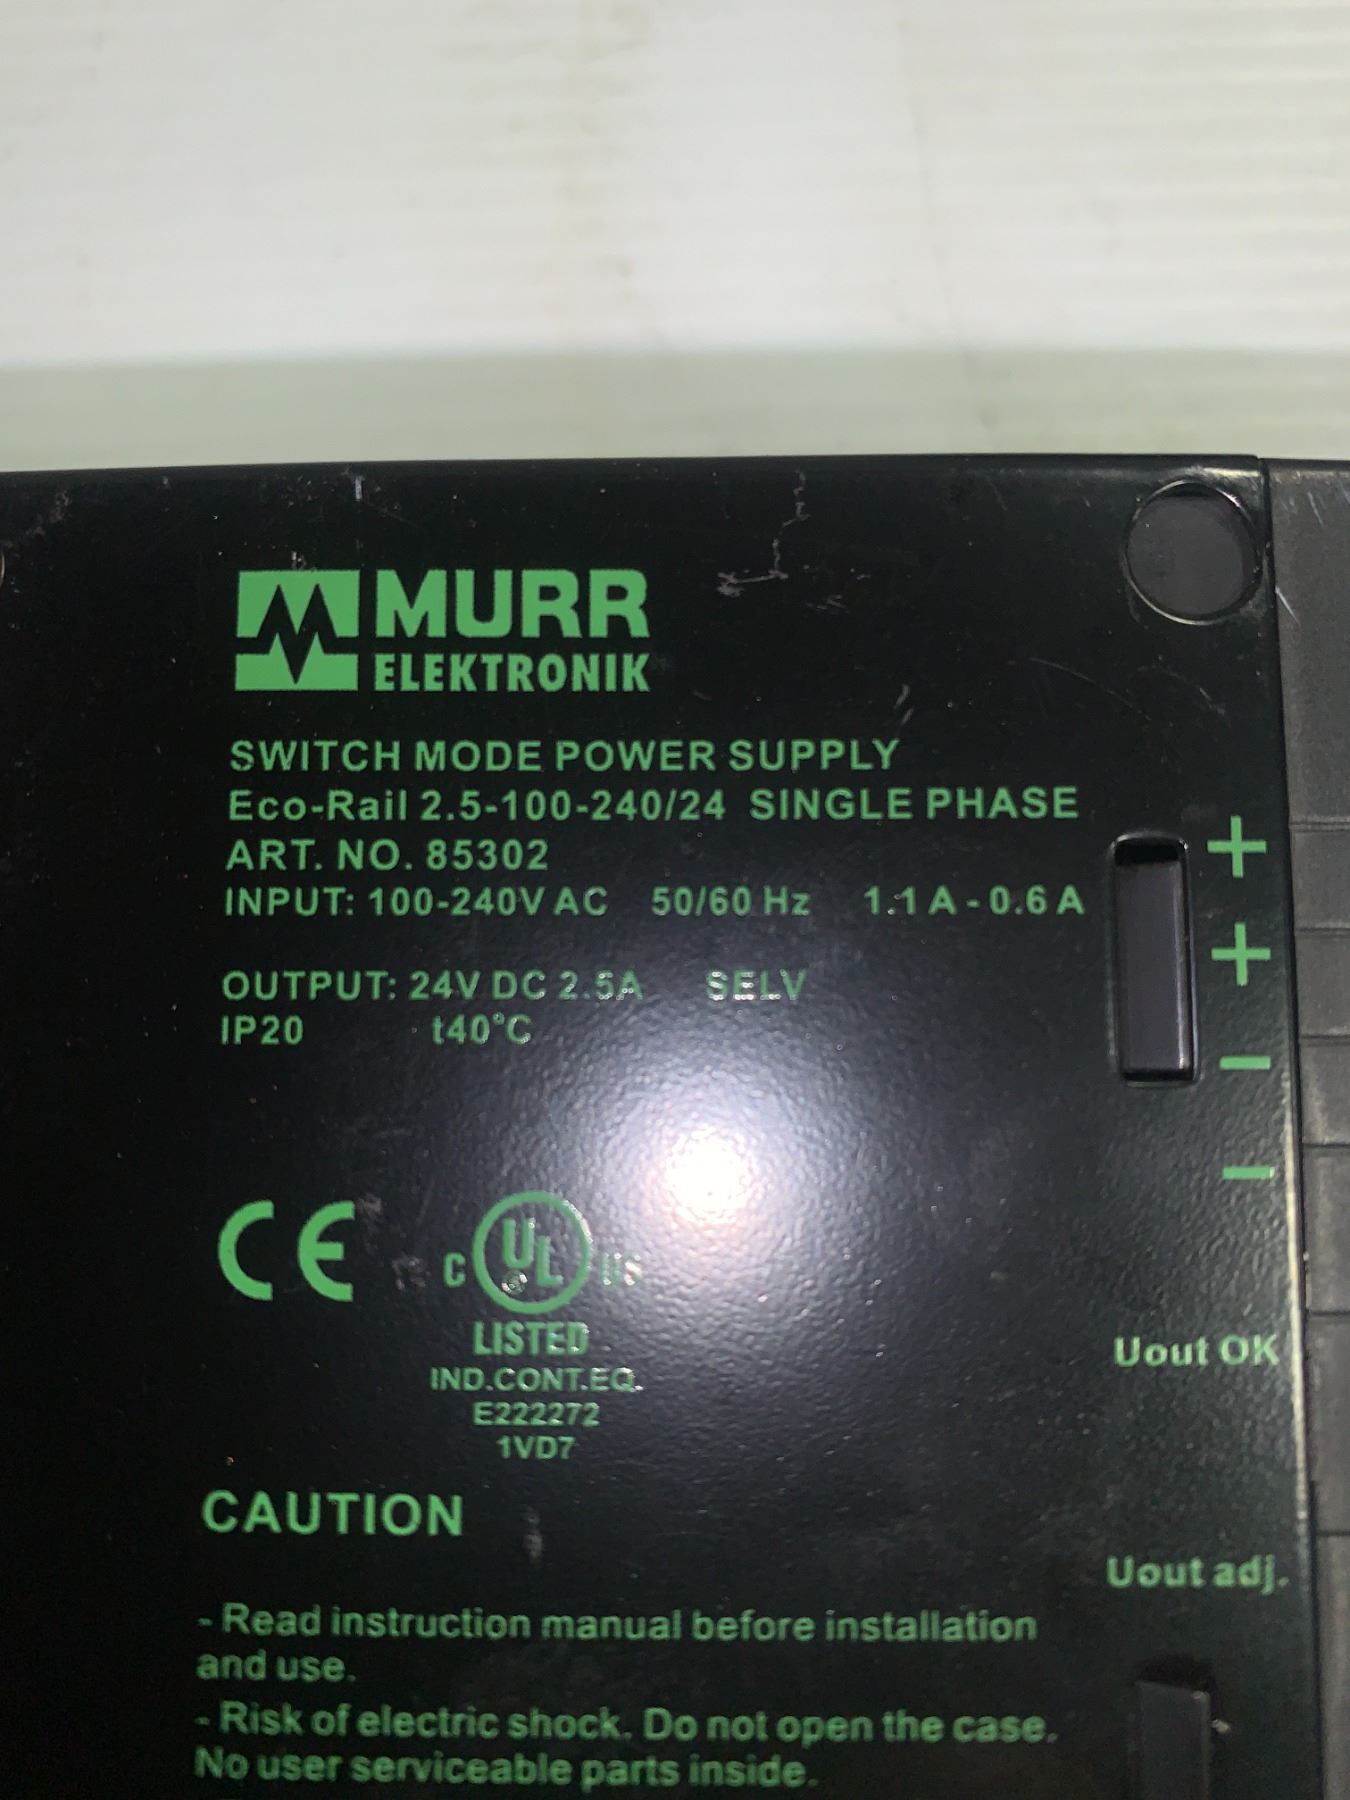 MURR
ELEKTRONIK
SWITCH MODE POWER SUPPLY
Eco-Rail 2.5-100-240/24 SINGLE PHASE
ART. NO. 85302
INPUT: 100-240V AC 50/60 Hz 1.1 A - 0.6 A
OUTPUT: 24V DC 2.5A SELV
IP20 t40°C
+
+
−
−
CE
C UL US
LISTED
IND.CONT.EQ.
E222272
1VD7
Uout OK
CAUTION
Uout adj.
- Read instruction manual before installation
and use.
- Risk of electric shock. Do not open the case.
No user serviceable parts inside.